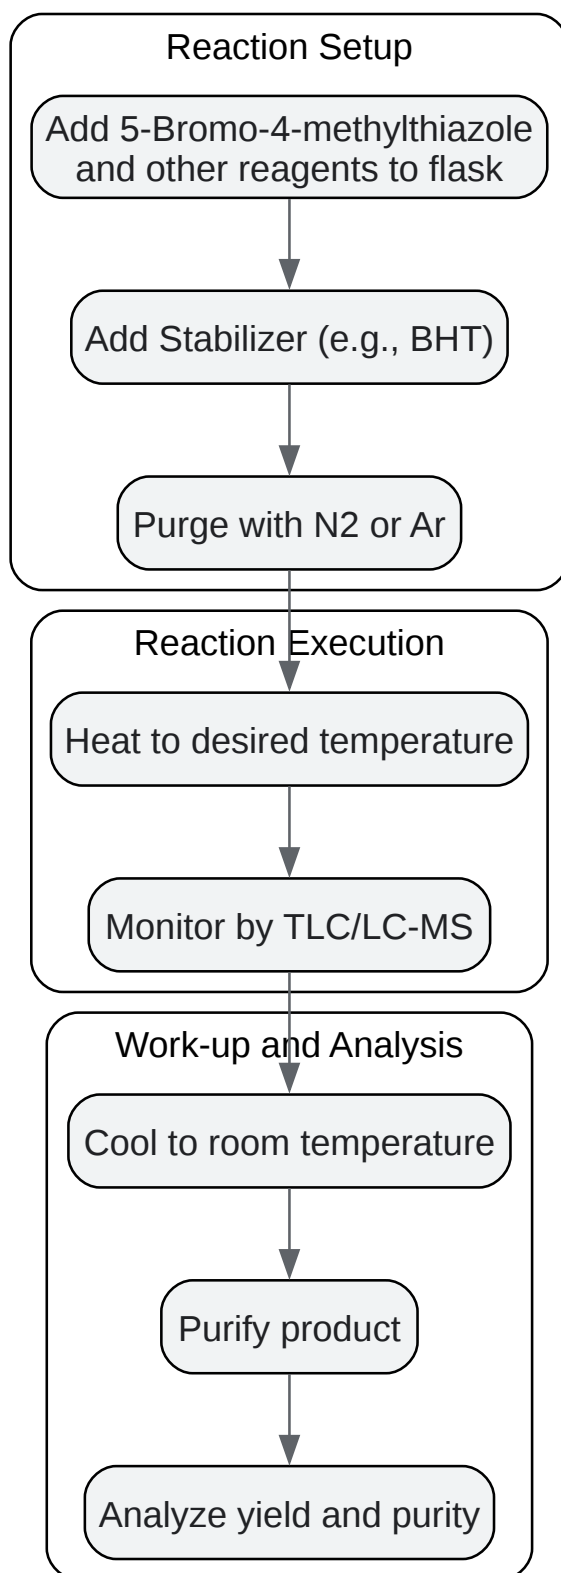 Reaction Setup
Add 5-Bromo-4-methylthiazole
and other reagents to flask
Add Stabilizer (e.g., BHT)
Purge with N2 or Ar
Reaction Execution
Heat to desired temperature
Monitor by TLC/LC-MS
Work-up and Analysis
Cool to room temperature
Purify product
Analyze yield and purity